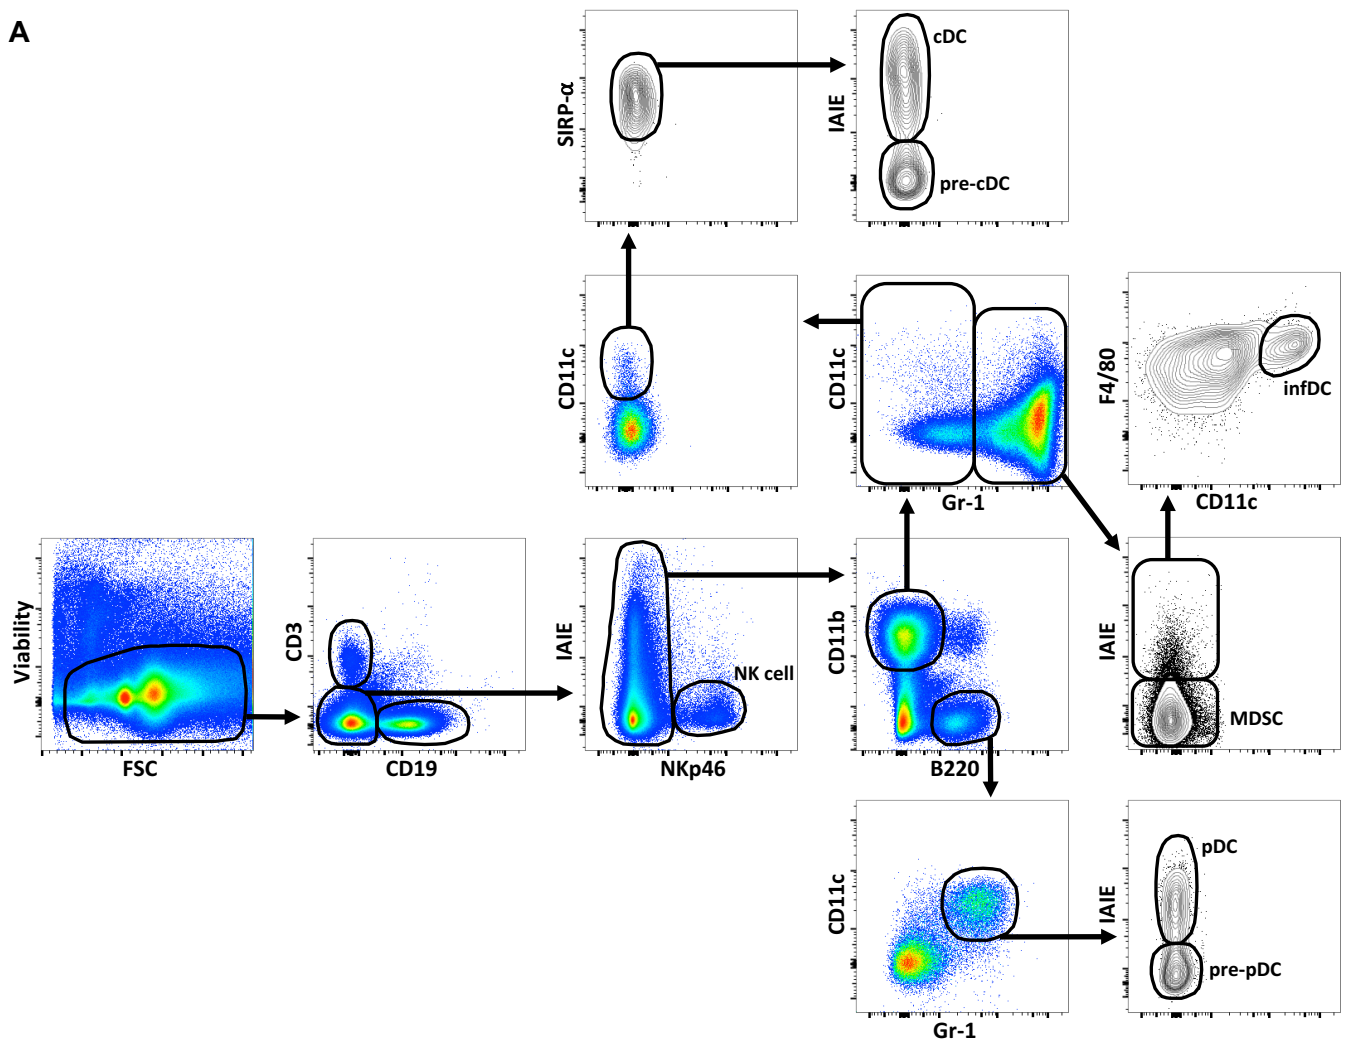 A
SIRP-α
IAIE
cDC
pre-cDC
CD11c
CD11c
Gr-1
F4/80
infDC
CD11c
Viability
FSC
CD3
CD19
IAIE
NK cell
NKp46
CD11b
B220
IAIE
MDSC
CD11c
Gr-1
IAIE
pDC
pre-pDC